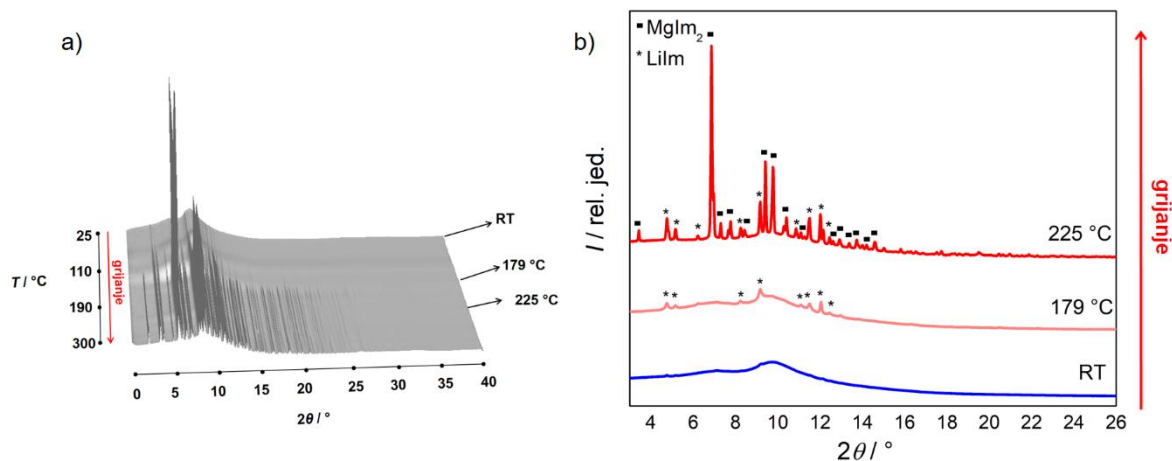 a)
RT
25
179 °C
110
T / °C
grijanje
225 °C
190
300
0 5 10 15 20 25 30 35 40
2θ / °
b)
MgIm₂
* LiIm
I / rel. jed.
225 °C
179 °C
RT
4 6 8 10 12 14 16 18 20 22 24 26
2θ / °
grijanje